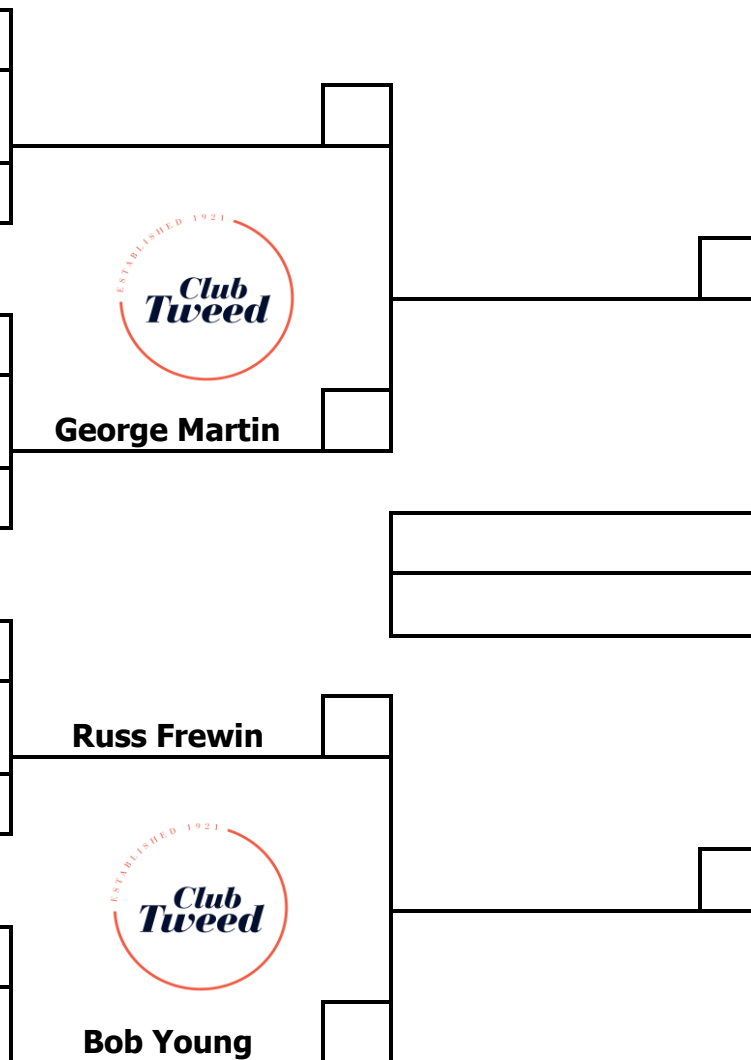 ESTABLISHED 1921
Club
Tweed
George Martin
Russ Frewin
ESTABLISHED 1921
Club
Tweed
Bob Young